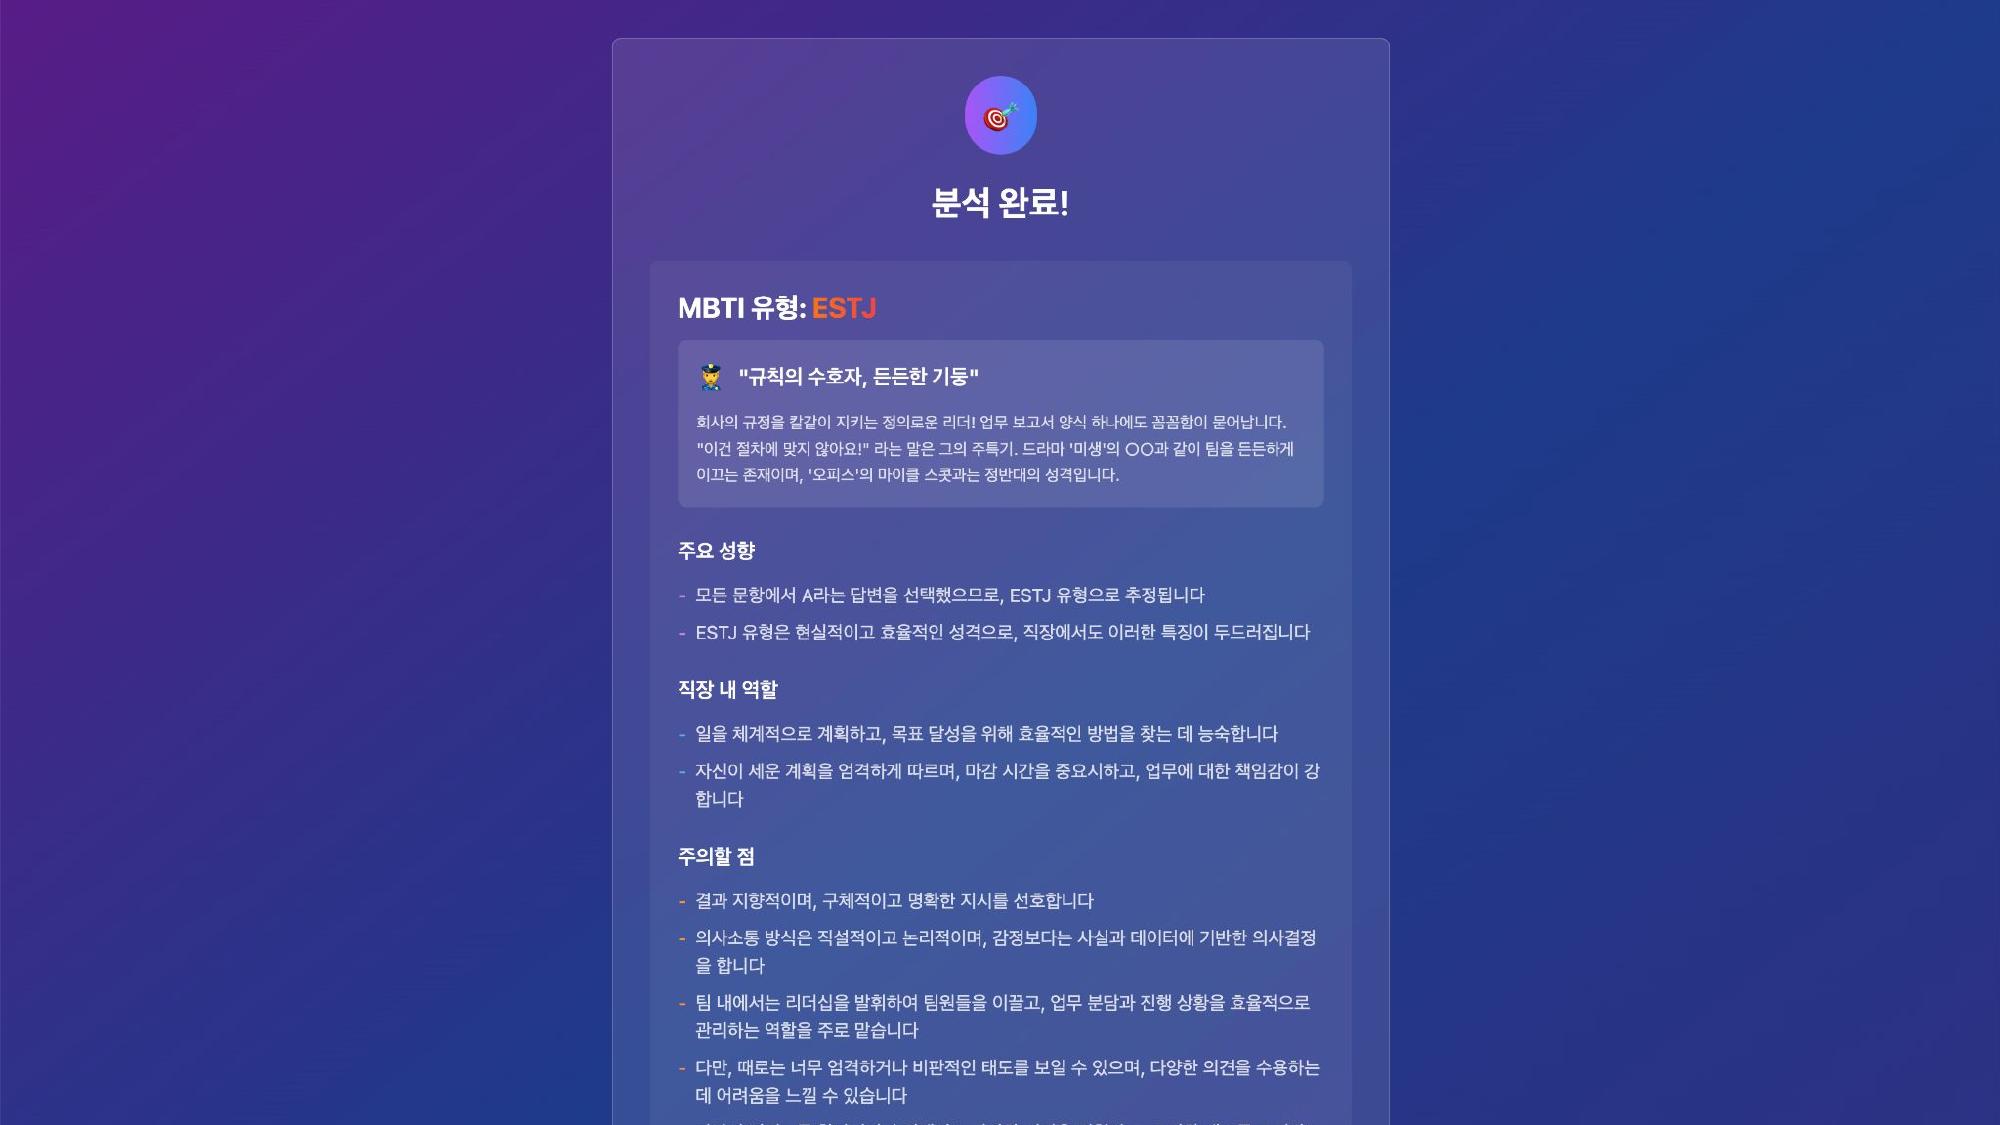 분석 완료!
MBTI 유형: ESTJ
"규칙의 수호자, 든든한 기둥"
회사의 규정을 칼같이 지키는 정의로운 리더! 업무 보고서 양식 하나에도 꼼꼼함이 묻어납니다.
"이건 절차에 맞지 않아요!" 라는 말은 그의 주특기. 드라마 '미생'의 〇〇과 같이 팀을 든든하게
이끄는 존재이며, '오피스'의 마이클 스콧과는 정반대의 성격입니다.
주요 성향
- 모든 문항에서 A라는 답변을 선택했으므로, ESTJ 유형으로 추정됩니다
- ESTJ 유형은 현실적이고 효율적인 성격으로, 직장에서도 이러한 특징이 두드러집니다
직장 내 역할
- 일을 체계적으로 계획하고, 목표 달성을 위해 효율적인 방법을 찾는 데 능숙합니다
- 자신이 세운 계획을 엄격하게 따르며, 마감 시간을 중요시하고, 업무에 대한 책임감이 강
합니다
주의할 점
- 결과 지향적이며, 구체적이고 명확한 지시를 선호합니다
- 의사소통 방식은 직설적이고 논리적이며, 감정보다는 사실과 데이터에 기반한 의사결정
을 합니다
- 팀 내에서는 리더십을 발휘하여 팀원들을 이끌고, 업무 분담과 진행 상황을 효율적으로
관리하는 역할을 주로 맡습니다
- 다만, 때로는 너무 엄격하거나 비판적인 태도를 보일 수 있으며, 다양한 의견을 수용하는
데 어려움을 느낄 수 있습니다